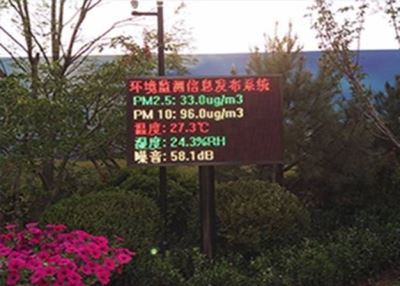 环境监测信息发布系统
PM2.5: 33.0ug/m3
PM 10: 96.0ug/m3
温度: 27.3℃
湿度: 24.3%RH
噪音: 58.1dB